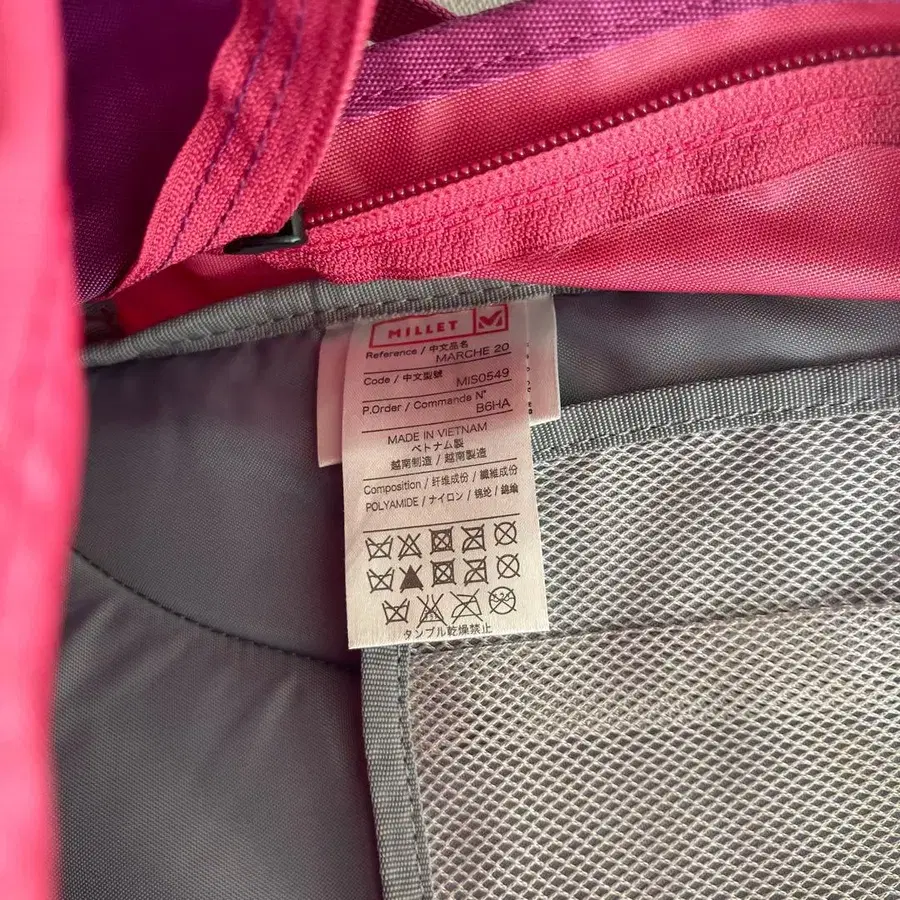 MILLET
Reference / 中文品名
MARCHE 20
Code / 中文型號
MIS0549
P.Order / Commande N°
B6HA
MADE IN VIETNAM
ベトナム製
越南制造 / 越南製造
Composition / 纤维成份 / 纖維成份
POLYAMIDE / ナイロン / 锦纶 / 錦綸
タンブル乾燥禁止